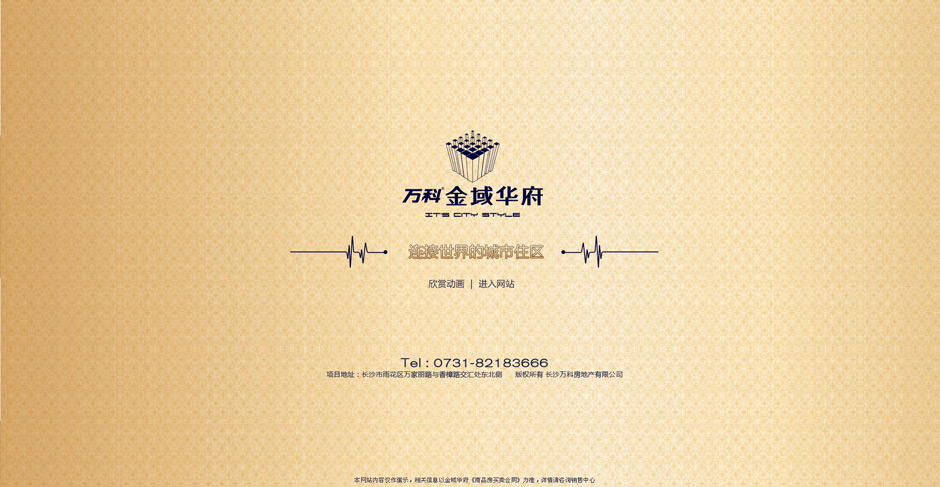 万科® 金域华府
ITS CITY STYLE
连接世界的城市住区
欣赏动画 | 进入网站
Tel : 0731-82183666
项目地址：长沙市雨花区万家丽路与香樟路交汇处东北侧 版权所有 长沙万科房地产有限公司
本网站内容仅作展示，相关信息以金域华府《商品房买卖合同》为准，详情请咨询销售中心